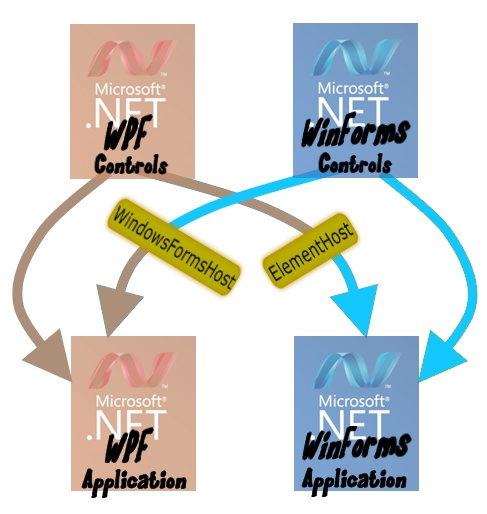 Microsoft®
.NET
WPF
Controls
Microsoft®
.NET
WinForms
Controls
WindowsFormsHost
ElementHost
Microsoft®
.NET
WPF
Application
Microsoft®
.NET
WinForms
Application